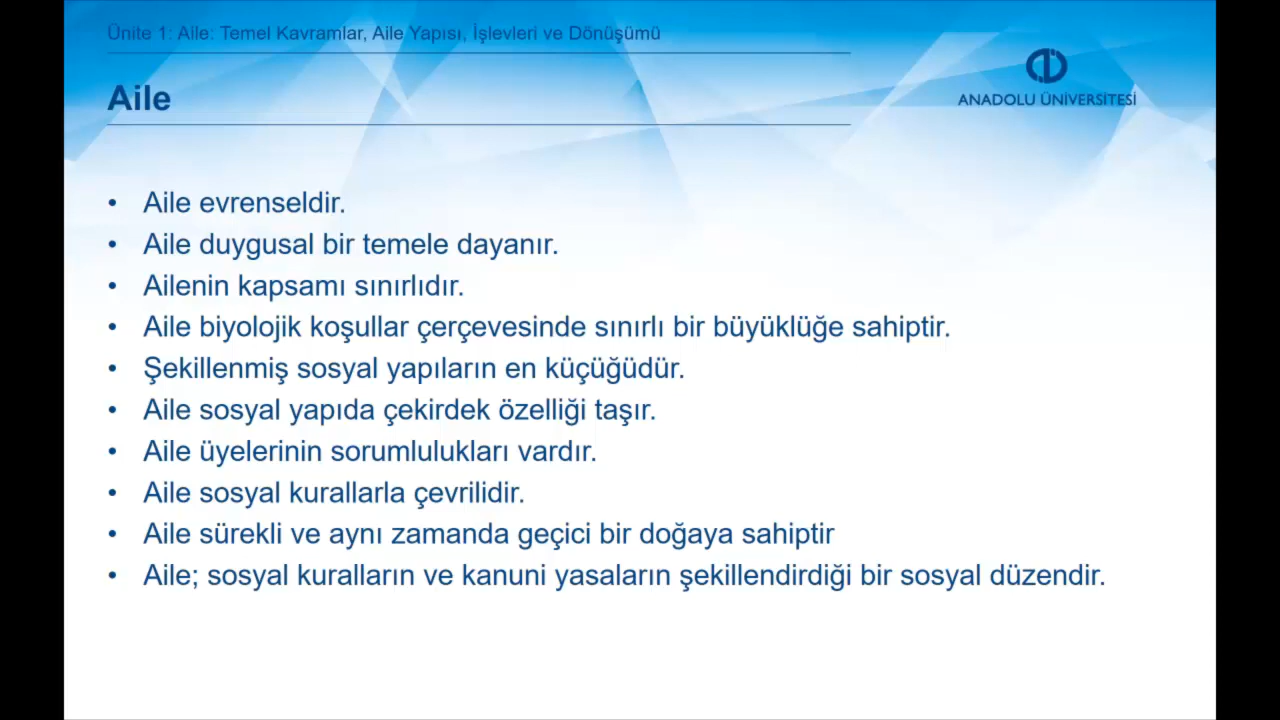 Ünite 1: Aile: Temel Kavramlar, Aile Yapısı, İşlevleri ve Dönüşümü
Aile
ANADOLU ÜNİVERSİTESİ
• Aile evrenseldir.
• Aile duygusal bir temele dayanır.
• Ailenin kapsamı sınırlıdır.
• Aile biyolojik koşullar çerçevesinde sınırlı bir büyüklüğe sahiptir.
• Şekillenmiş sosyal yapıların en küçüğüdür.
• Aile sosyal yapıda çekirdek özelliği taşır.
• Aile üyelerinin sorumlulukları vardır.
• Aile sosyal kurallarla çevrilidir.
• Aile sürekli ve aynı zamanda geçici bir doğaya sahiptir
• Aile; sosyal kuralların ve kanuni yasaların şekillendirdiği bir sosyal düzendir.